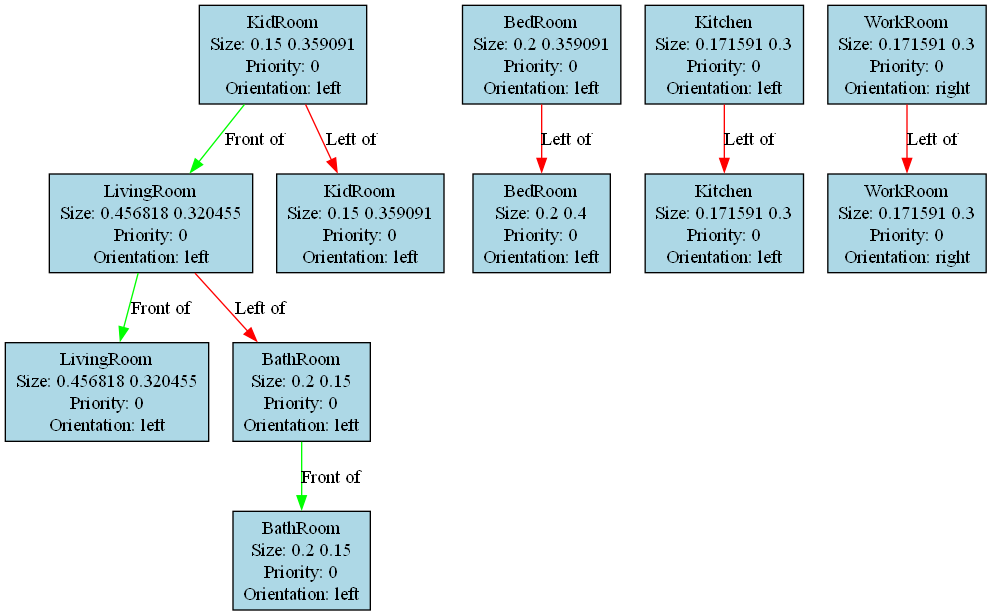 KidRoom
Size: 0.15 0.359091
Priority: 0
Orientation: left
BedRoom
Size: 0.2 0.359091
Priority: 0
Orientation: left
Kitchen
Size: 0.171591 0.3
Priority: 0
Orientation: left
WorkRoom
Size: 0.171591 0.3
Priority: 0
Orientation: right
Front of
Left of
Left of
Left of
Left of
LivingRoom
Size: 0.456818 0.320455
Priority: 0
Orientation: left
KidRoom
Size: 0.15 0.359091
Priority: 0
Orientation: left
BedRoom
Size: 0.2 0.4
Priority: 0
Orientation: left
Kitchen
Size: 0.171591 0.3
Priority: 0
Orientation: left
WorkRoom
Size: 0.171591 0.3
Priority: 0
Orientation: right
Front of
Left of
LivingRoom
Size: 0.456818 0.320455
Priority: 0
Orientation: left
BathRoom
Size: 0.2 0.15
Priority: 0
Orientation: left
Front of
BathRoom
Size: 0.2 0.15
Priority: 0
Orientation: left